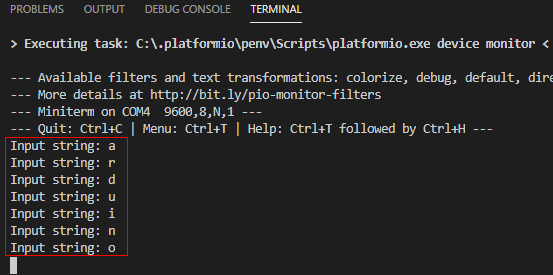 PROBLEMS OUTPUT DEBUG CONSOLE TERMINAL
> Executing task: C:\.platformio\penv\Scripts\platformio.exe device monitor <
--- Available filters and text transformations: colorize, debug, default, dire
--- More details at http://bit.ly/pio-monitor-filters
--- Miniterm on COM4  9600,8,N,1 ---
--- Quit: Ctrl+C | Menu: Ctrl+T | Help: Ctrl+T followed by Ctrl+H ---
Input string: a
Input string: r
Input string: d
Input string: u
Input string: i
Input string: n
Input string: o